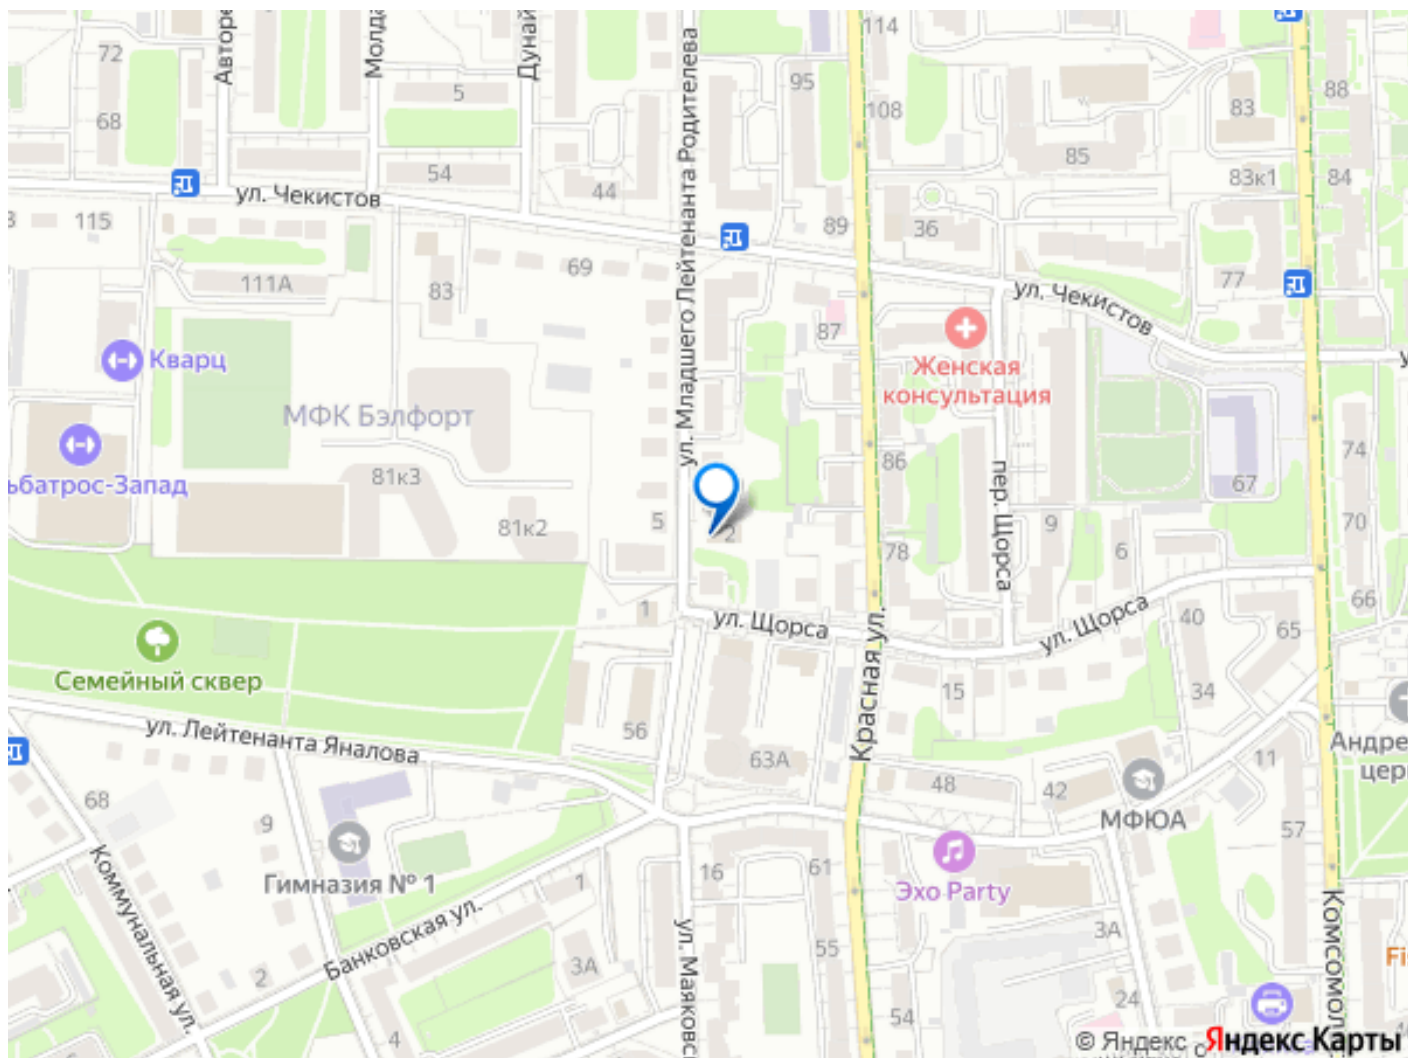 114
72
Авторе
Молда
Дунай
ул. Младшего Лейтенанта Родителева
95
88
5
108
83
68
85
54
44
83к1
84
ул. Чекистов
115
89
36
69
77
111А
83
ул. Чекистов
87
Кварц
Женская
консультация
МФК Бэлфорт
74
86
ьбатрос-Запад
81к3
67
пер. Щорса
5
81к2
9
70
2
78
6
1
66
ул. Щорса
ул. Щорса
40
65
Красная ул.
Семейный сквер
15
34
ул. Лейтенанта Яналова
56
63А
11
Андре
цер
48
42
68
МФЮА
9
57
Коммунальная ул.
Гимназия № 1
1
16
61
Эхо Party
Банковская ул.
ул. Маяковс
Комсомол
55
3А
3А
2
Fi
24
54
4
© Яндекс
Яндекс Карты